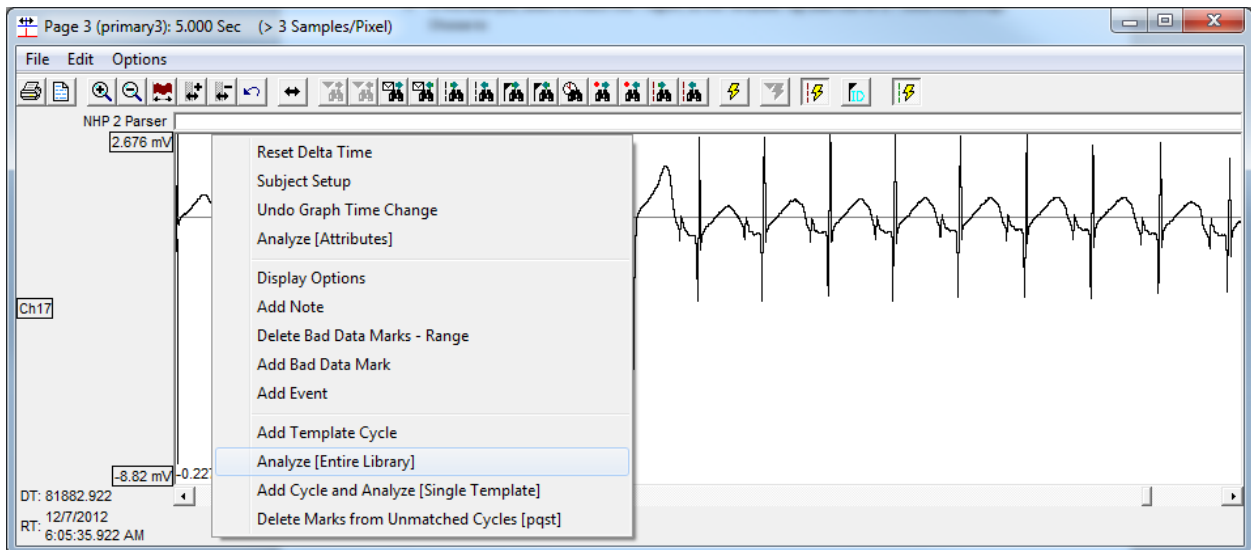 Page 3 (primary3): 5.000 Sec (> 3 Samples/Pixel)
File Edit Options
ID
NHP 2 Parser
2.676 mV
Reset Delta Time
Subject Setup
Undo Graph Time Change
Analyze [Attributes]
Display Options
Add Note
Ch17
Delete Bad Data Marks - Range
Add Bad Data Mark
Add Event
Add Template Cycle
Analyze [Entire Library]
-8.82 mV
Add Cycle and Analyze [Single Template]
DT: 81882.922
Delete Marks from Unmatched Cycles [pqst]
RT: 12/7/2012
6:05:35.922 AM